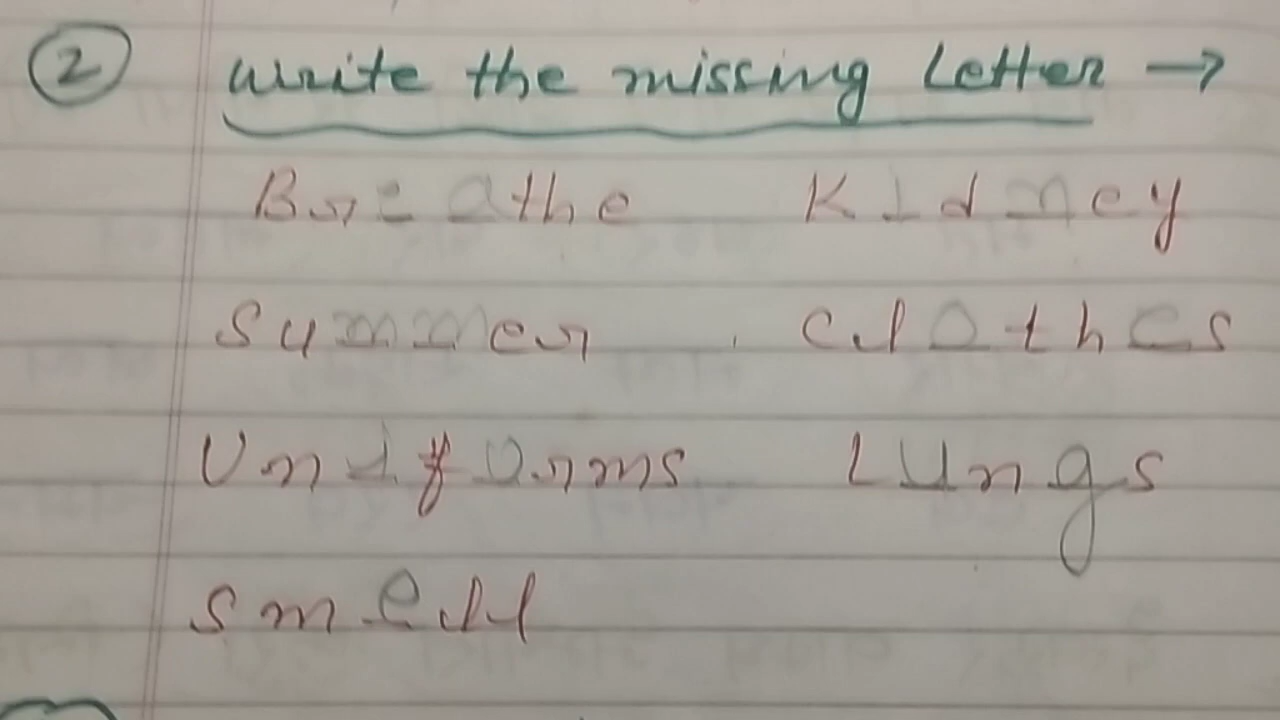 2 Write the missing Letter →
Breathe Kidney
Summer Clothes
Uniforms Lungs
Smell